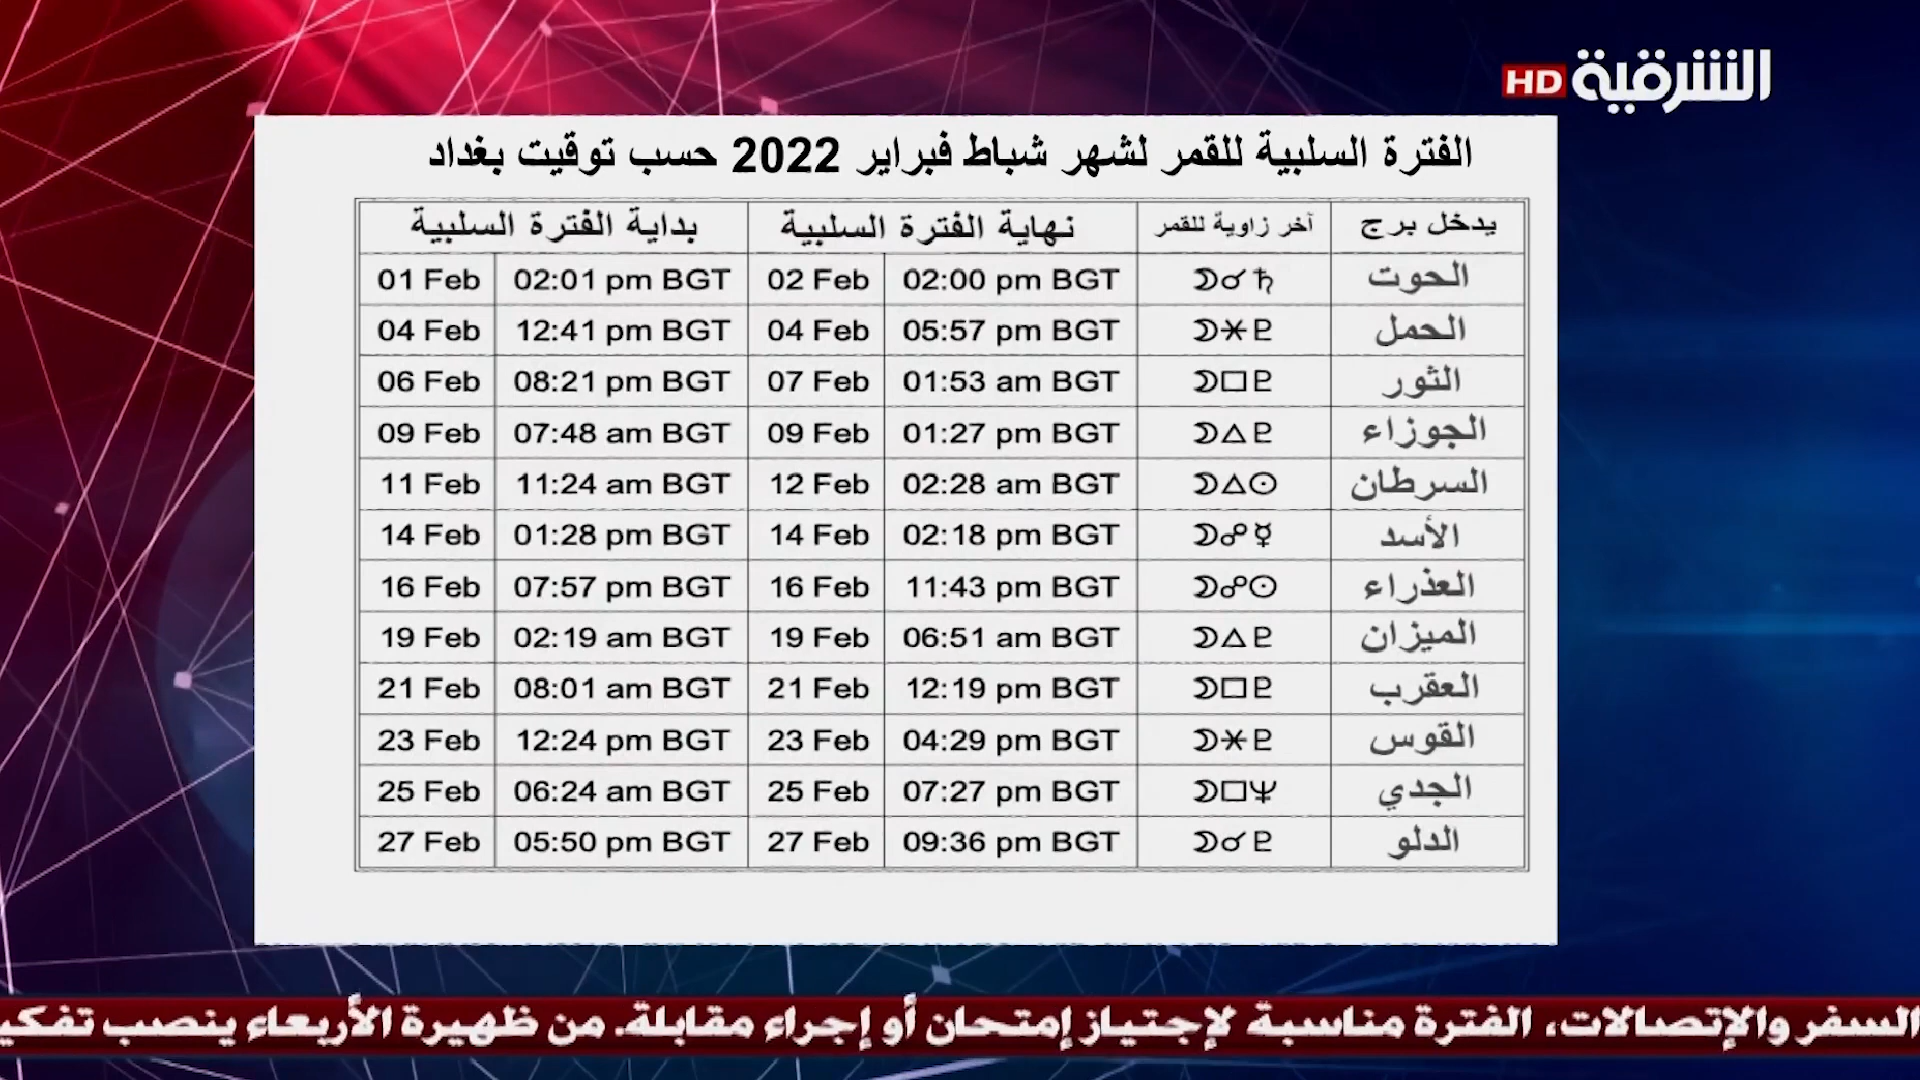 الشرقية HD
الفترة السلبية للقمر لشهر شباط فبراير 2022 حسب توقيت بغداد
بداية الفترة السلبية نهاية الفترة السلبية آخر زاوية للقمر يدخل برج
01 Feb 02:01 pm BGT 02 Feb 02:00 pm BGT ☽☌♄ الحوت
04 Feb 12:41 pm BGT 04 Feb 05:57 pm BGT ☽⚹♇ الحمل
06 Feb 08:21 pm BGT 07 Feb 01:53 am BGT ☽□♇ الثور
09 Feb 07:48 am BGT 09 Feb 01:27 pm BGT ☽△♇ الجوزاء
11 Feb 11:24 am BGT 12 Feb 02:28 am BGT ☽△☉ السرطان
14 Feb 01:28 pm BGT 14 Feb 02:18 pm BGT ☽☍☿ الأسد
16 Feb 07:57 pm BGT 16 Feb 11:43 pm BGT ☽☍☉ العذراء
19 Feb 02:19 am BGT 19 Feb 06:51 am BGT ☽△♇ الميزان
21 Feb 08:01 am BGT 21 Feb 12:19 pm BGT ☽□♇ العقرب
23 Feb 12:24 pm BGT 23 Feb 04:29 pm BGT ☽⚹♇ القوس
25 Feb 06:24 am BGT 25 Feb 07:27 pm BGT ☽□♆ الجدي
27 Feb 05:50 pm BGT 27 Feb 09:36 pm BGT ☽☌♇ الدلو
السفر والإتصالات، الفترة مناسبة لإجتياز إمتحان أو إجراء مقابلة. من ظهيرة الأربعاء ينصب تفكي